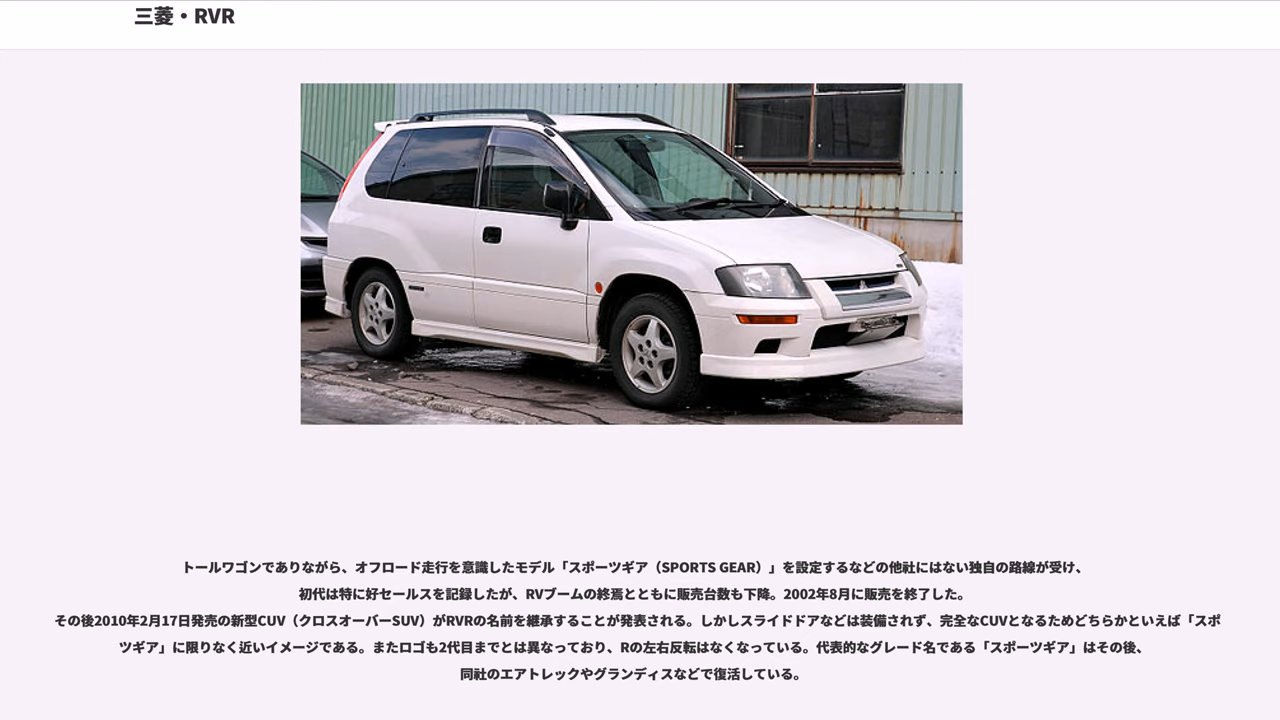 三菱・RVR
トールワゴンでありながら、オフロード走行を意識したモデル「スポーツギア（SPORTS GEAR）」を設定するなどの他社にはない独自の路線が受け、
初代は特に好セールスを記録したが、RVブームの終焉とともに販売台数も下降。2002年8月に販売を終了した。
その後2010年2月17日発売の新型CUV（クロスオーバーSUV）がRVRの名前を継承することが発表される。しかしスライドドアなどは装備されず、完全なCUVとなるためどちらかといえば「スポ
ツギア」に限りなく近いイメージである。またロゴも2代目までとは異なっており、Rの左右反転はなくなっている。代表的なグレード名である「スポーツギア」はその後、
同社のエアトレックやグランディスなどで復活している。